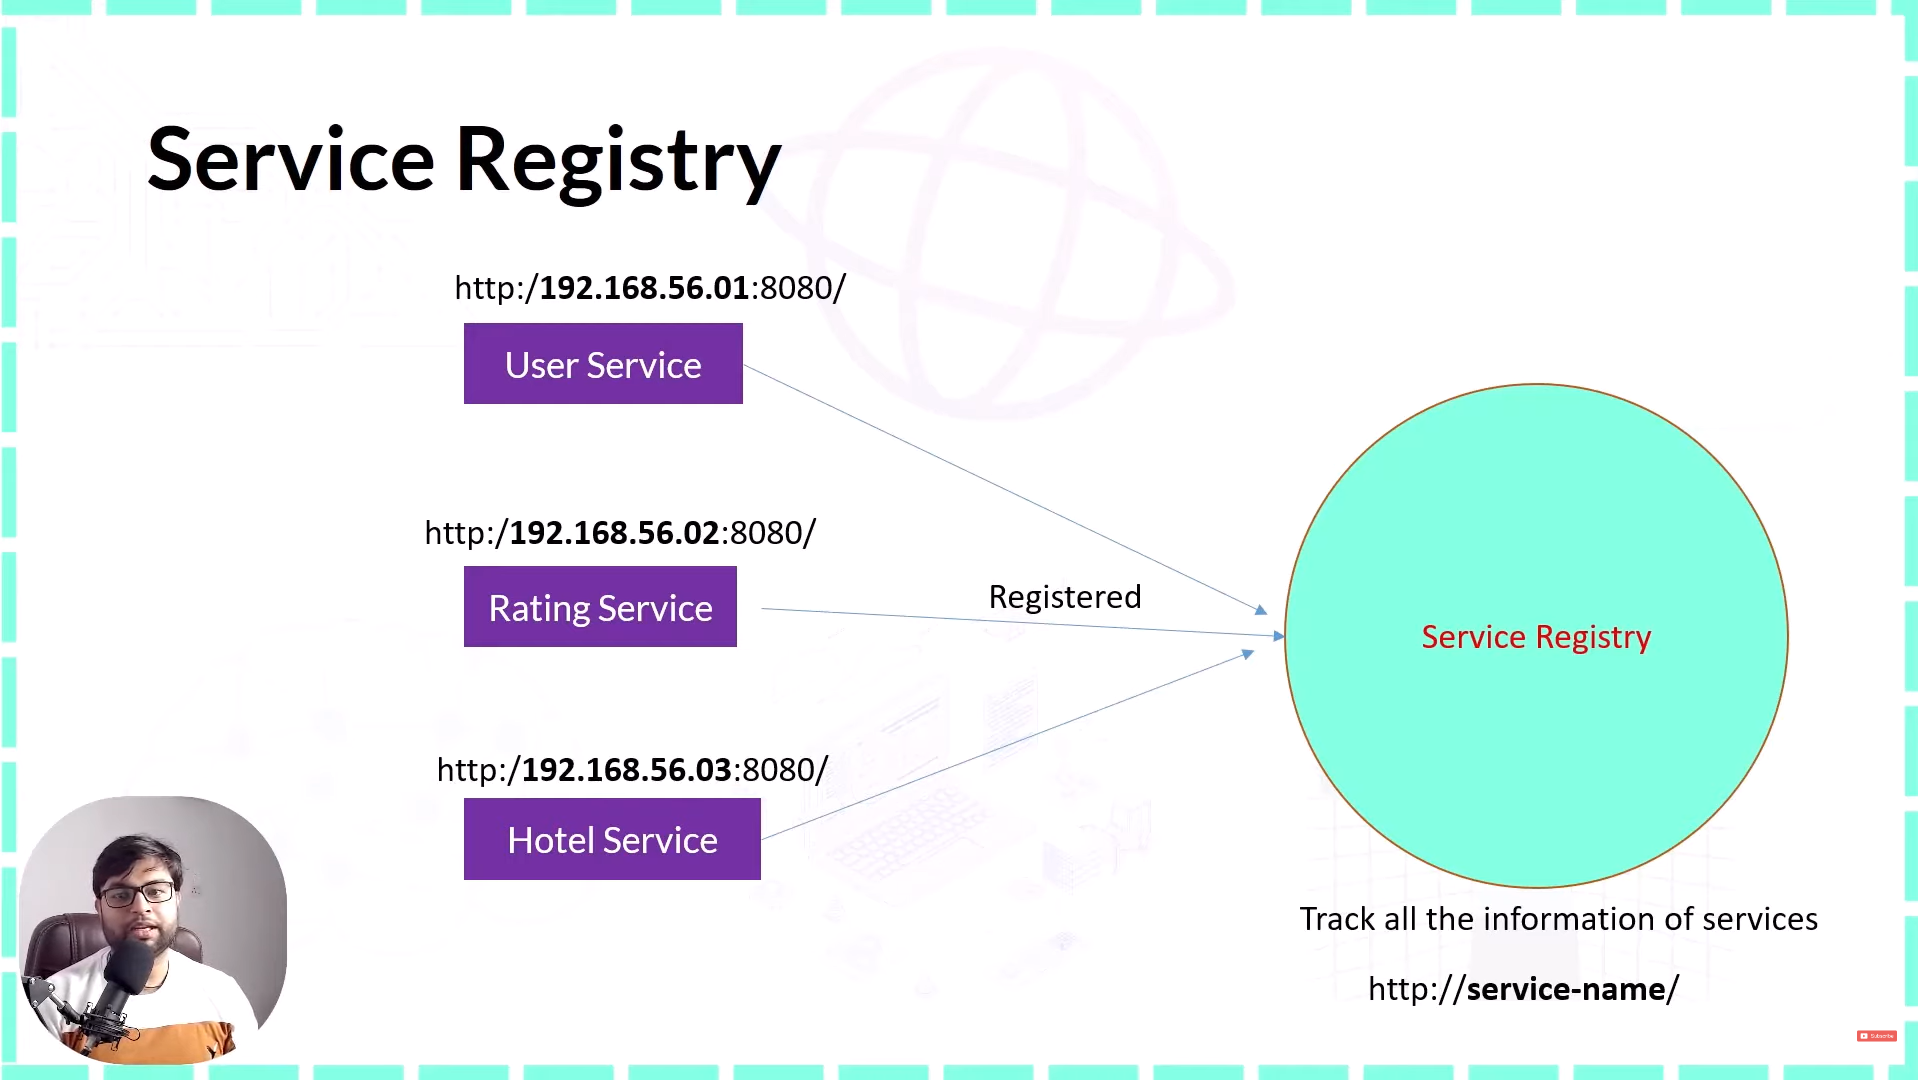 Service Registry
http:/192.168.56.01:8080/
User Service
http:/192.168.56.02:8080/
Rating Service
Registered
http:/192.168.56.03:8080/
Hotel Service
Service Registry
Track all the information of services
http://service-name/
Subscribe